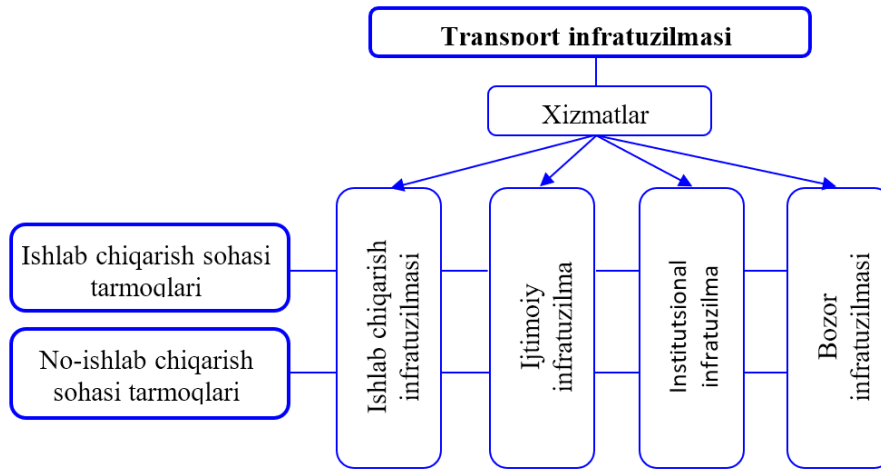 Transport infratuzilmasi
Xizmatlar
Ishlab chiqarish sohasi
tarmoqlari
No-ishlab chiqarish
sohasi tarmoqlari
Ishlab chiqarish
infratuzilmasi
Ijtimoiy
infratuzilma
Institutsional
infratuzilma
Bozor
infratuzilmasi